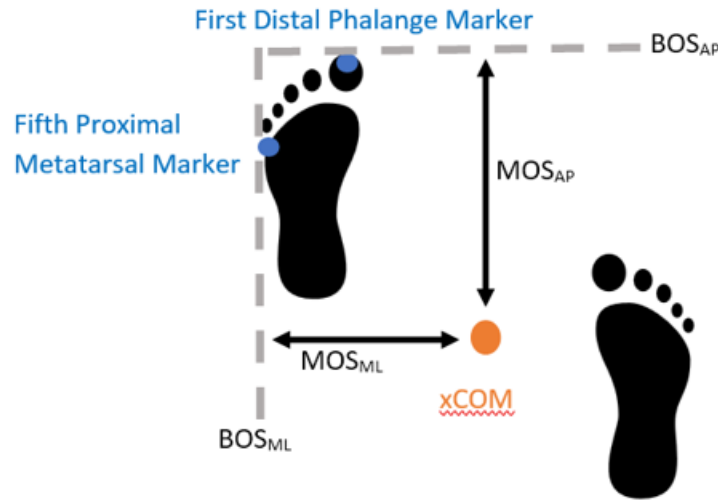 First Distal Phalange Marker
BOSAP
Fifth Proximal
Metatarsal Marker
MOSAP
MOSML
xCOM
BOSML